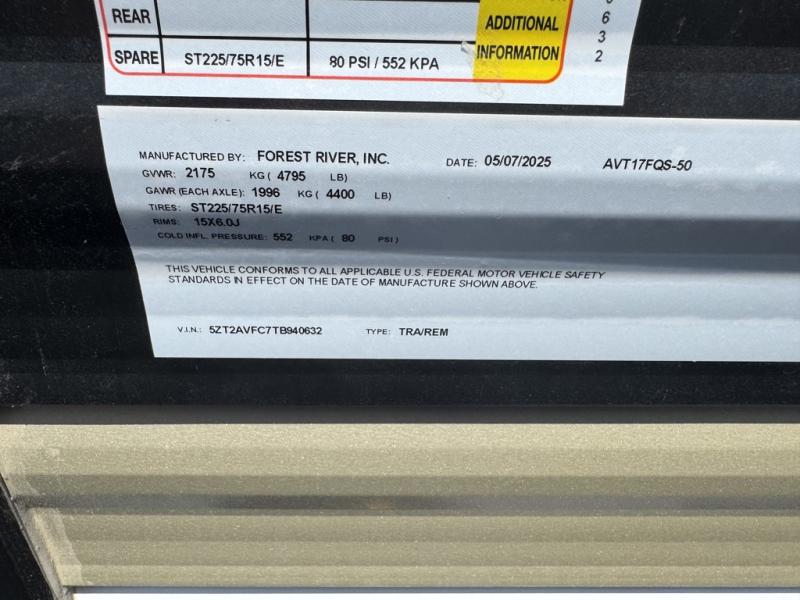 REAR
SPARE ST225/75R15/E 80 PSI / 552 KPA
ADDITIONAL
INFORMATION
6
3
2
MANUFACTURED BY: FOREST RIVER, INC. DATE: 05/07/2025 AVT17FQS-50
GVWR: 2175 KG ( 4795 LB)
GAWR (EACH AXLE): 1996 KG ( 4400 LB)
TIRES: ST225/75R15/E
RIMS: 15X6.0J
COLD INFL. PRESSURE: 552 KPA ( 80 PSI )
THIS VEHICLE CONFORMS TO ALL APPLICABLE U.S. FEDERAL MOTOR VEHICLE SAFETY
STANDARDS IN EFFECT ON THE DATE OF MANUFACTURE SHOWN ABOVE.
V.I.N.: 5ZT2AVFC7TB940632 TYPE: TRA/REM